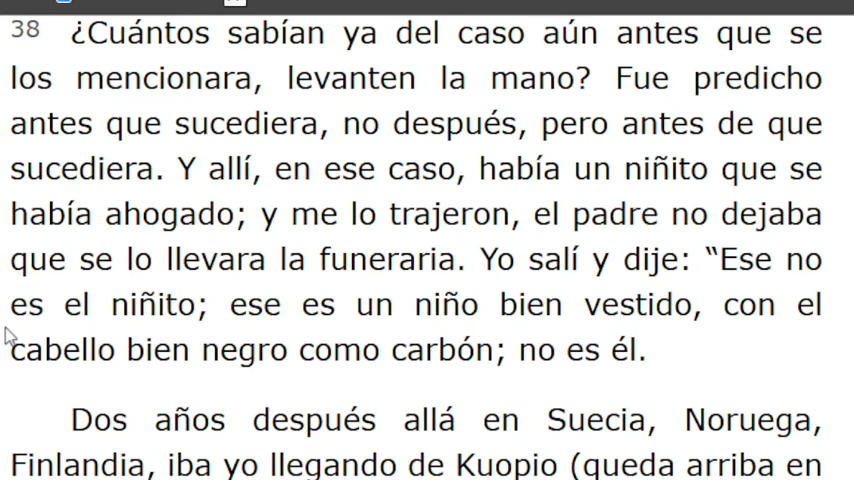 38 ¿Cuántos sabían ya del caso aún antes que se
los mencionara, levanten la mano? Fue predicho
antes que sucediera, no después, pero antes de que
sucediera. Y allí, en ese caso, había un niñito que se
había ahogado; y me lo trajeron, el padre no dejaba
que se lo llevara la funeraria. Yo salí y dije: “Ese no
es el niñito; ese es un niño bien vestido, con el
cabello bien negro como carbón; no es él.
Dos años después allá en Suecia, Noruega,
Finlandia, iba yo llegando de Kuopio (queda arriba en